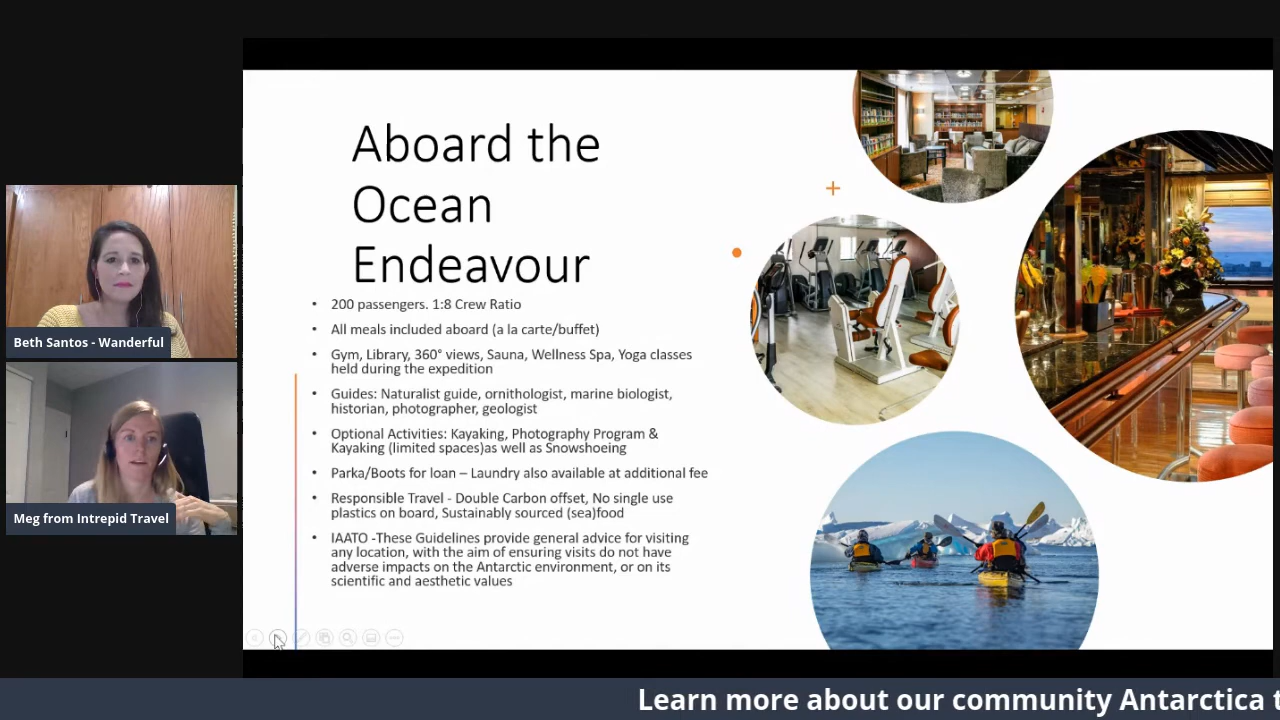 Aboard the
Ocean
Endeavour
• 200 passengers. 1:8 Crew Ratio
• All meals included aboard (a la carte/buffet)
• Gym, Library, 360° views, Sauna, Wellness Spa, Yoga classes
held during the expedition
• Guides: Naturalist guide, ornithologist, marine biologist,
historian, photographer, geologist
• Optional Activities: Kayaking, Photography Program &
Kayaking (limited spaces)as well as Snowshoeing
• Parka/Boots for loan – Laundry also available at additional fee
• Responsible Travel - Double Carbon offset, No single use
plastics on board, Sustainably sourced (sea)food
• IAATO -These Guidelines provide general advice for visiting
any location, with the aim of ensuring visits do not have
adverse impacts on the Antarctic environment, or on its
scientific and aesthetic values
Beth Santos - Wanderful
Meg from Intrepid Travel
Learn more about our community Antarctica t